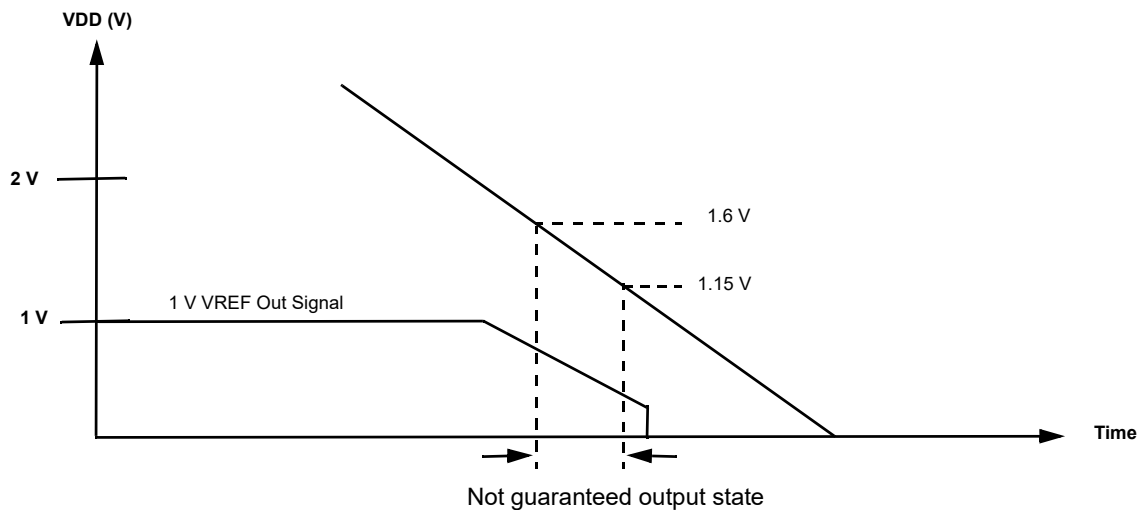 VDD (V)
2 V
1.6 V
1.15 V
1 V VREF Out Signal
1 V
Time
Not guaranteed output state